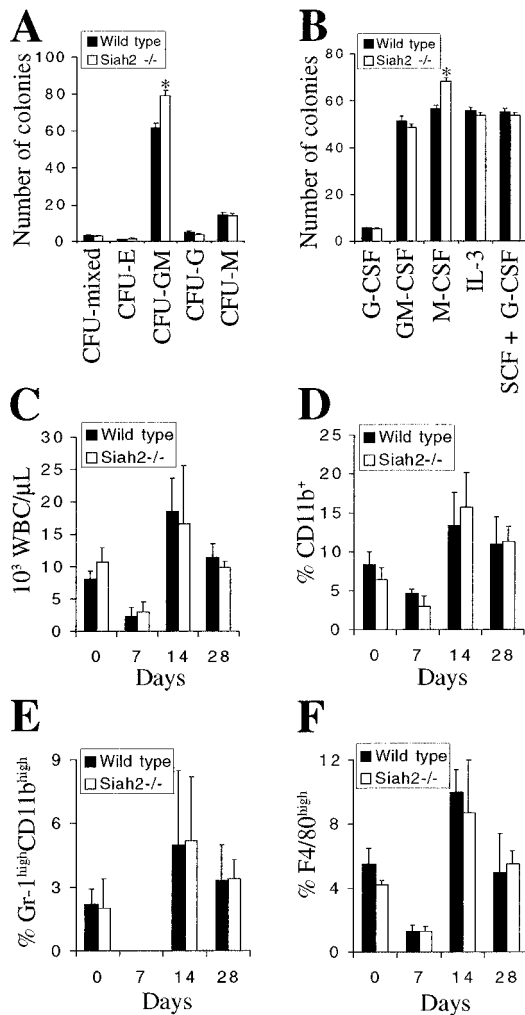 A
Number of colonies
100
80
60
40
20
0
Wild type
Siah2 -/-
*
CFU-mixed
CFU-E
CFU-GM
CFU-G
CFU-M
B
Number of colonies
80
60
40
20
0
Wild type
Siah2 -/-
*
G-CSF
GM-CSF
M-CSF
IL-3
SCF + G-CSF
C
10³ WBC/µL
30
25
20
15
10
5
0
Wild type
Siah2-/-
0 7 14 28
Days
D
% CD11b⁺
25
20
15
10
5
0
Wild type
Siah2-/-
0 7 14 28
Days
E
% Gr-1ʰⁱᵍʰCD11bʰⁱᵍʰ
9
6
3
0
Wild type
Siah2-/-
0 7 14 28
Days
F
% F4/80ʰⁱᵍʰ
12
8
4
0
Wild type
Siah2-/-
0 7 14 28
Days